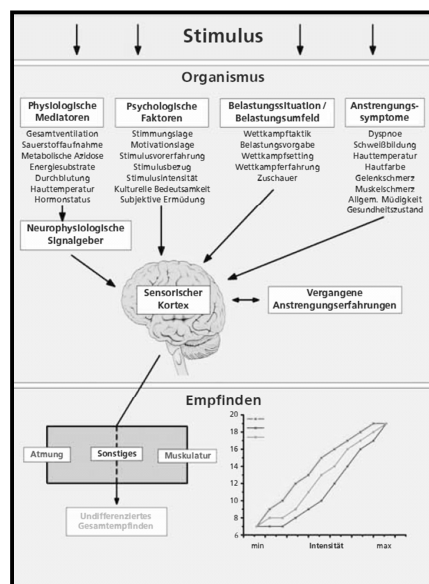 Stimulus
Organismus
Physiologische
Mediatoren
Gesamtventilation
Sauerstoffaufnahme
Metabolische Azidose
Energiesubstrate
Durchblutung
Hauttemperatur
Hormonstatus
Neurophysiologische
Signalgeber
Psychologische
Faktoren
Stimmungslage
Motivationslage
Stimulusvorerfahrung
Stimulusbezug
Stimulusintensität
Kulturelle Bedeutsamkeit
Subjektive Ermüdung
Belastungssituation /
Belastungsumfeld
Wettkampftaktik
Belastungsvorgabe
Wettkampfsetting
Wettkampferfahrung
Zuschauer
Anstrengungs-
symptome
Dyspnoe
Schweißbildung
Hauttemperatur
Hautfarbe
Gelenkschmerz
Muskelschmerz
Allgem. Müdigkeit
Gesundheitszustand
Sensorischer
Kortex
Vergangene
Anstrengungserfahrungen
Empfinden
Atmung
Sonstiges
Muskulatur
Undifferenziertes
Gesamtempfinden
20
18
16
14
12
10
8
6
min
Intensität
max